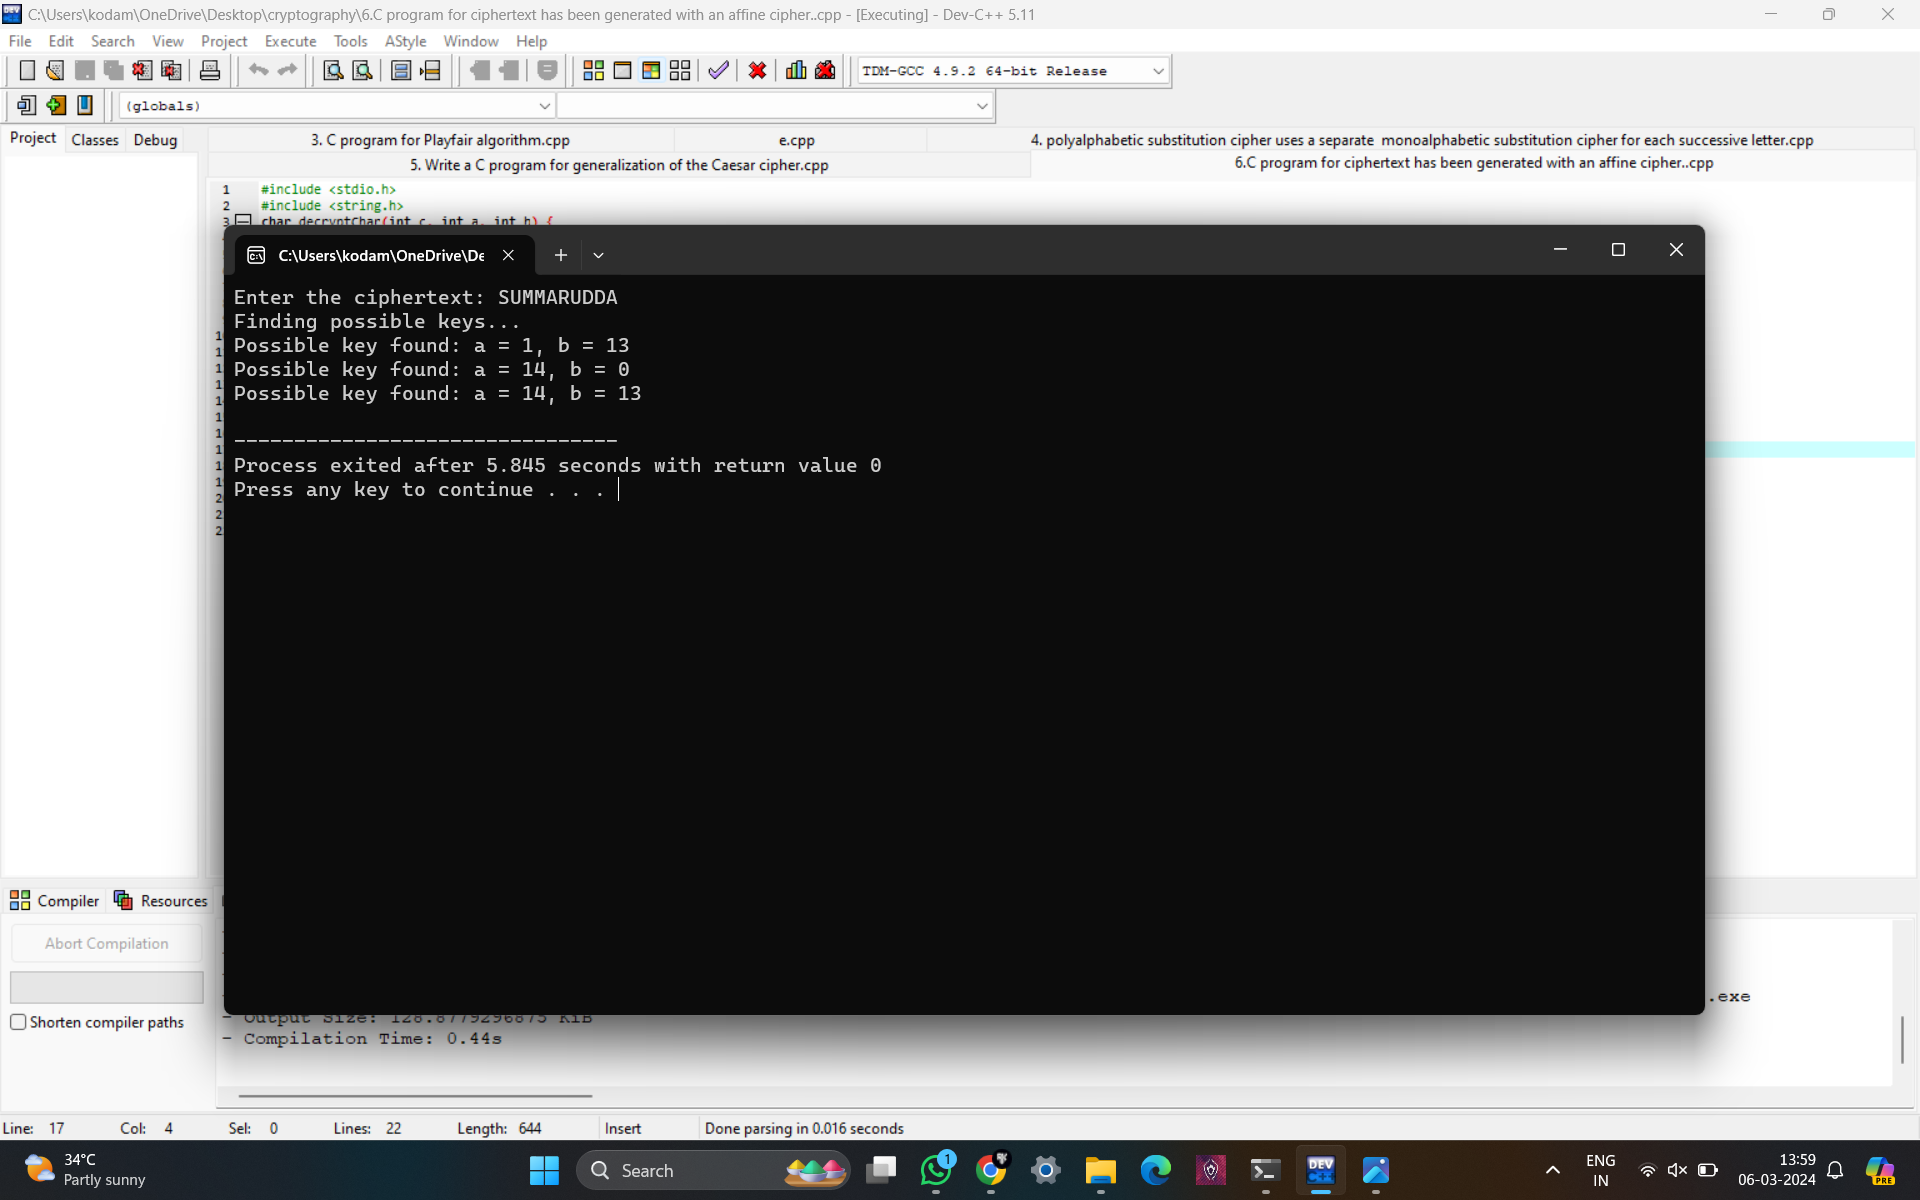 C:\Users\kodam\OneDrive\Desktop\cryptography\6.C program for ciphertext has been generated with an affine cipher..cpp - [Executing] - Dev-C++ 5.11
File Edit Search View Project Execute Tools AStyle Window Help
TDM-GCC 4.9.2 64-bit Release
(globals)
Project Classes Debug
3. C program for Playfair algorithm.cpp e.cpp 4. polyalphabetic substitution cipher uses a separate monoalphabetic substitution cipher for each successive letter.cpp
5. Write a C program for generalization of the Caesar cipher.cpp 6.C program for ciphertext has been generated with an affine cipher..cpp
1 #include <stdio.h>
2 #include <string.h>
3 char decryptChar(int c, int a, int b) {
C:\Users\kodam\OneDrive\De
Enter the ciphertext: SUMMARUDDA
Finding possible keys...
Possible key found: a = 1, b = 13
Possible key found: a = 14, b = 0
Possible key found: a = 14, b = 13
--------------------------------
Process exited after 5.845 seconds with return value 0
Press any key to continue . . .
Compiler Resources
Abort Compilation
Shorten compiler paths
.exe
- Output Size: 128.8779296875 KiB
- Compilation Time: 0.44s
Line: 17 Col: 4 Sel: 0 Lines: 22 Length: 644 Insert Done parsing in 0.016 seconds
34°C
Partly sunny
Search
1
DEV C++
ENG
IN
13:59
06-03-2024
PRE